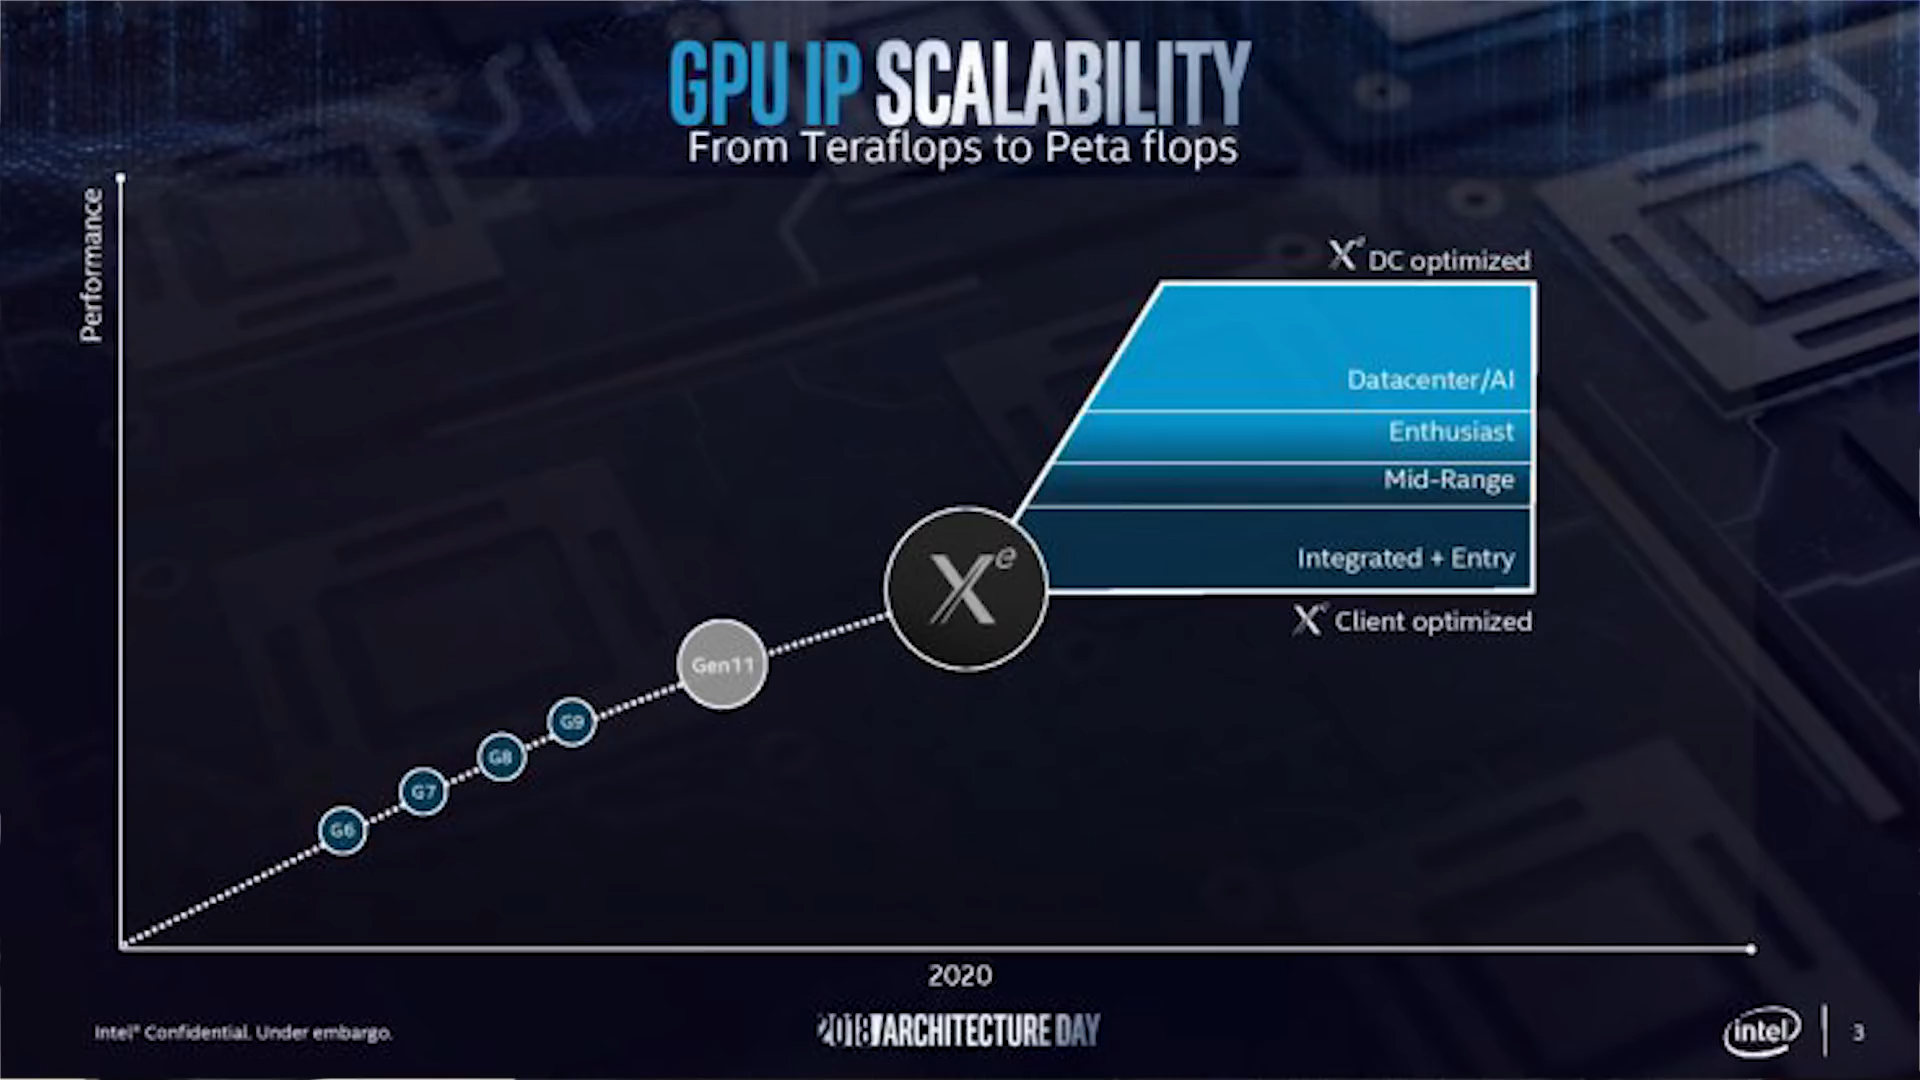 GPU IP SCALABILITY
From Teraflops to Peta flops
Performance
Xe DC optimized
Datacenter/AI
Enthusiast
Mid-Range
Integrated + Entry
Xe Client optimized
Xe
Gen11
G9
G8
G7
G6
2020
Intel® Confidential. Under embargo.
2018 ARCHITECTURE DAY
intel
3